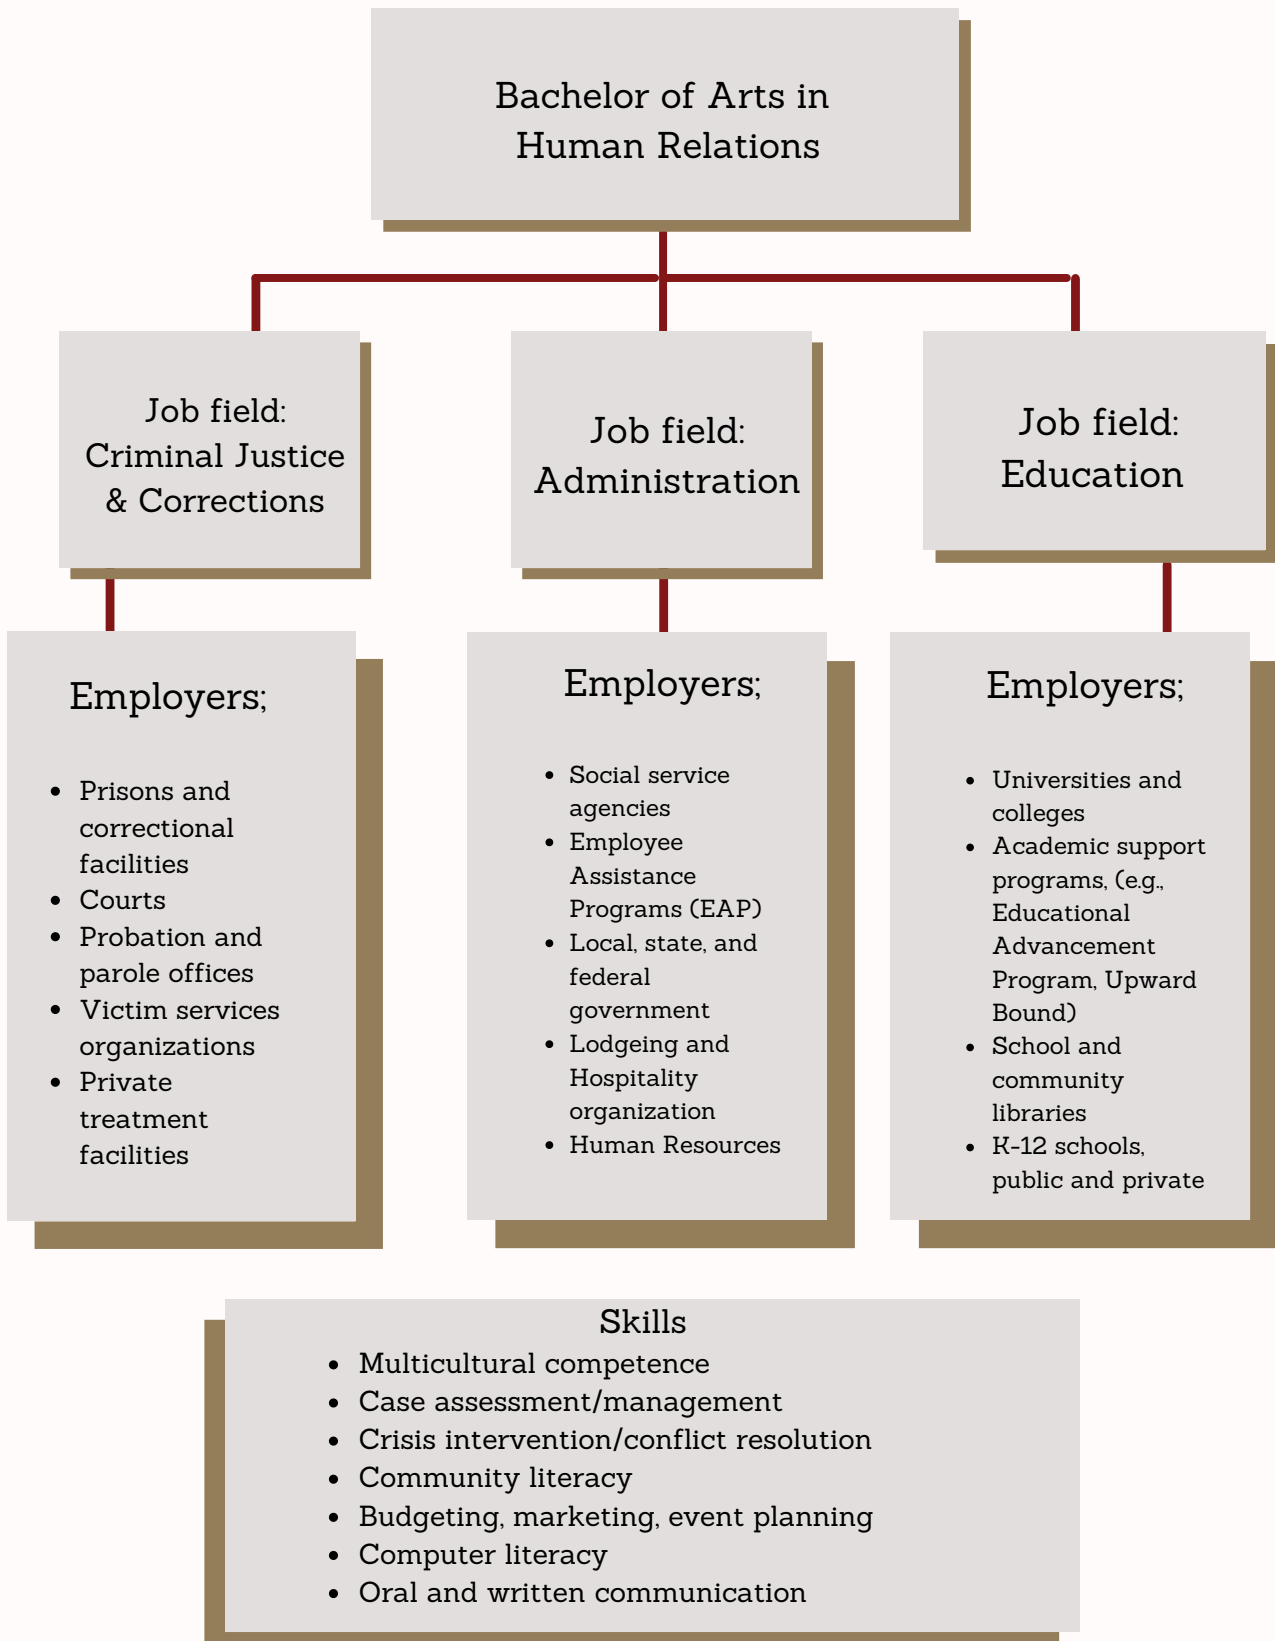 Bachelor of Arts in
Human Relations
Job field:
Criminal Justice
& Corrections
Job field:
Administration
Job field:
Education
Employers;
• Prisons and
correctional
facilities
• Courts
• Probation and
parole offices
• Victim services
organizations
• Private
treatment
facilities
Employers;
• Social service
agencies
• Employee
Assistance
Programs (EAP)
• Local, state, and
federal
government
• Lodgeing and
Hospitality
organization
• Human Resources
Employers;
• Universities and
colleges
• Academic support
programs, (e.g.,
Educational
Advancement
Program, Upward
Bound)
• School and
community
libraries
• K-12 schools,
public and private
Skills
• Multicultural competence
• Case assessment/management
• Crisis intervention/conflict resolution
• Community literacy
• Budgeting, marketing, event planning
• Computer literacy
• Oral and written communication